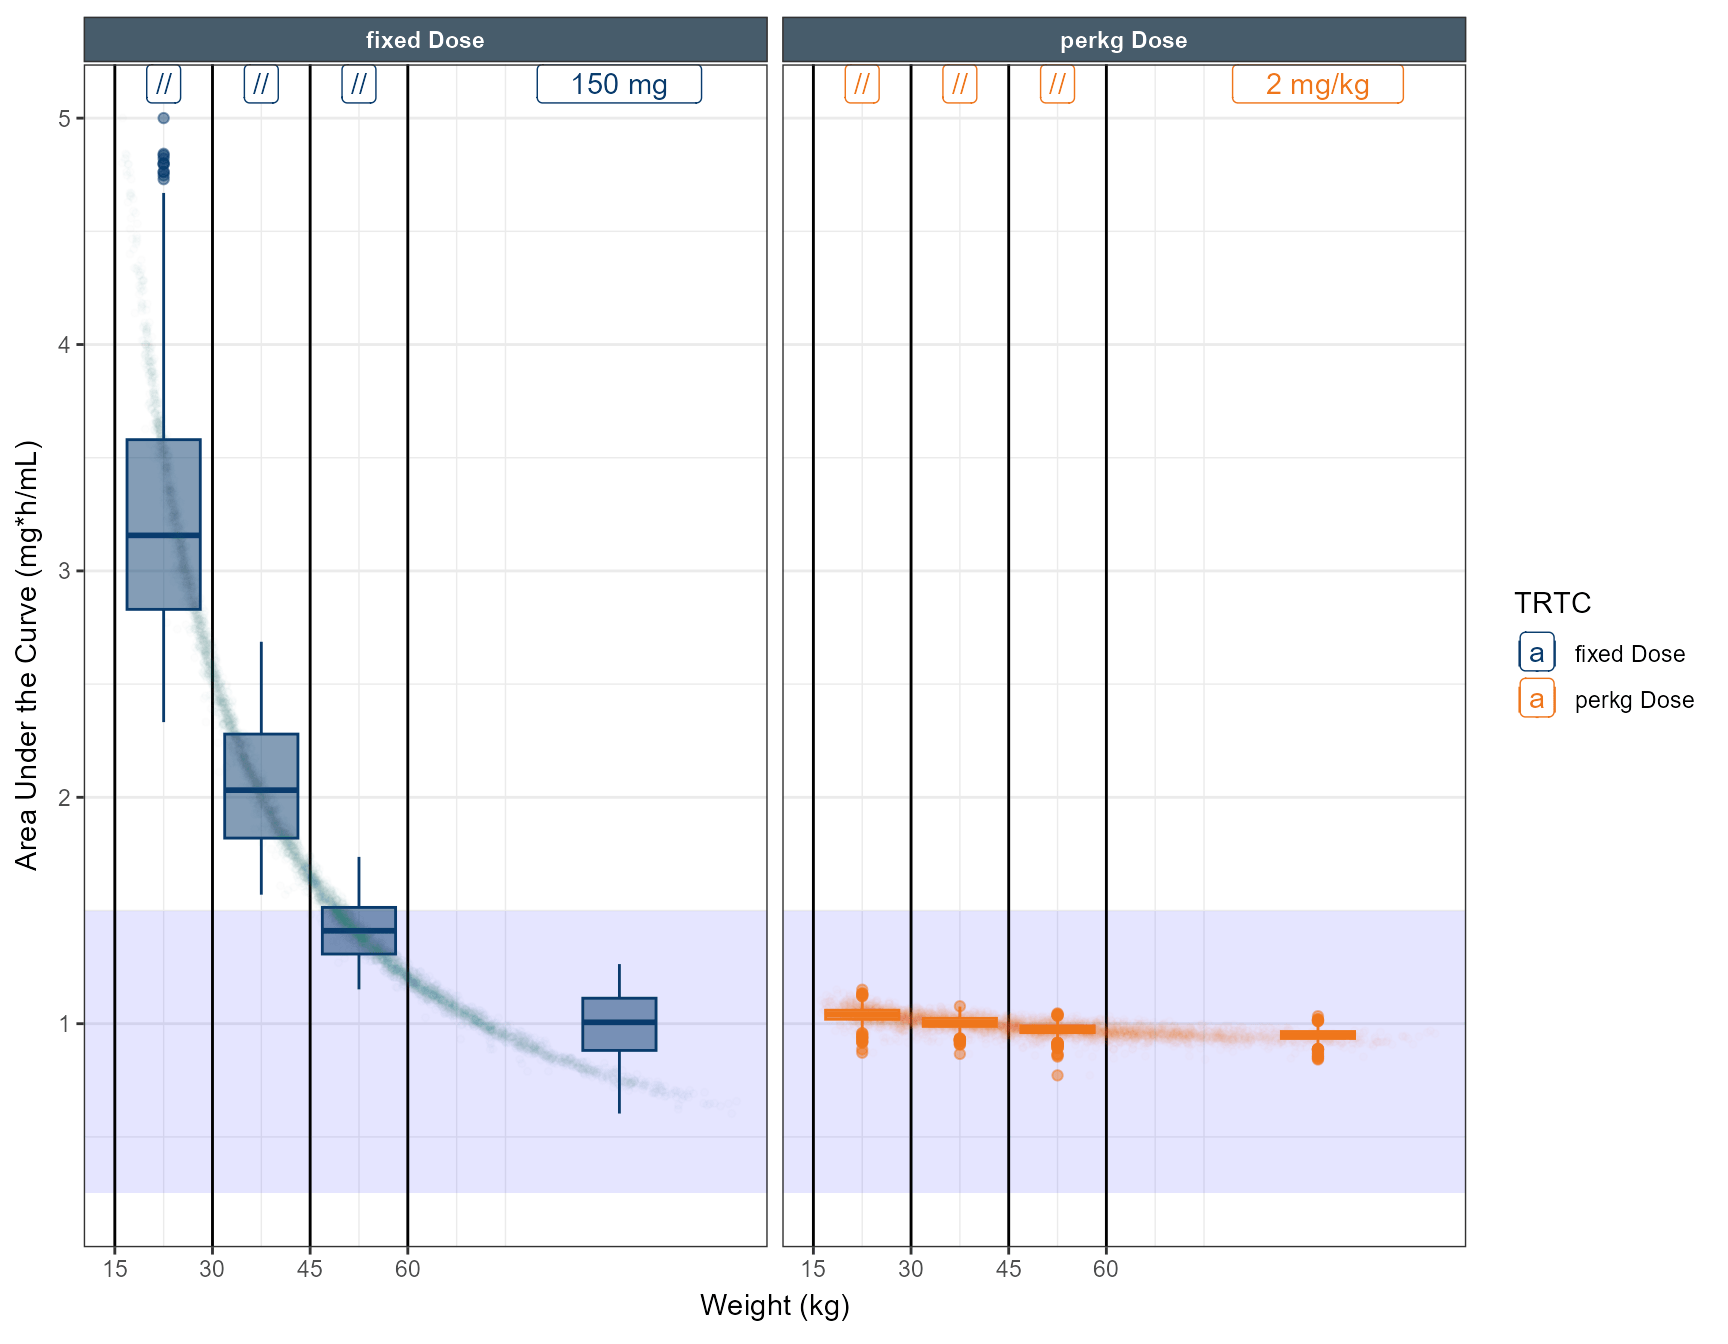 fixed Dose
perkg Dose
// // // 150 mg
// // // 2 mg/kg
Area Under the Curve (mg*h/mL)
5
4
3
2
1
15 30 45 60
15 30 45 60
Weight (kg)
TRTC
a fixed Dose
a perkg Dose